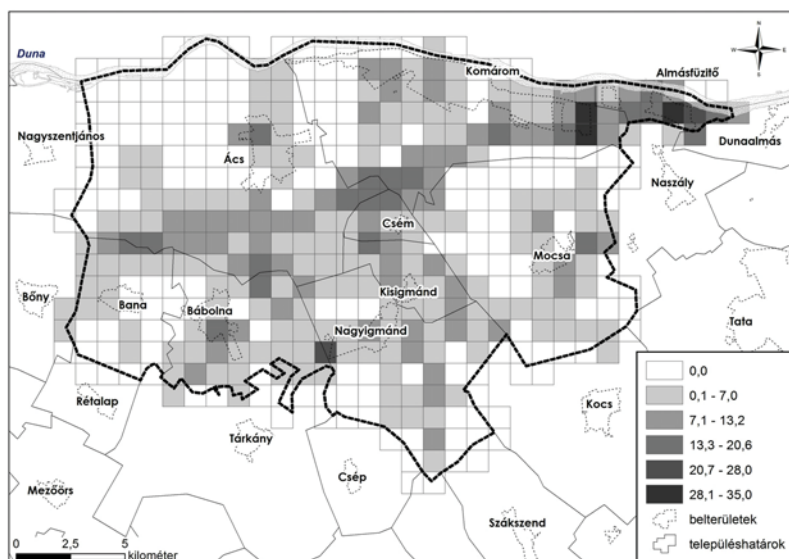 Duna
N
W
E
S
Komárom
Almásfüzitő
Nagyszentjános
Ács
Dunaalmás
Naszály
Csém
Mocsa
Bőny
Bana
Bábolna
Kisigmánd
Nagyigmánd
Tata
Rétalap
Tárkány
Kocs
Mezőörs
Csép
Szákszend
0,0
0,1 - 7,0
7,1 - 13,2
13,3 - 20,6
20,7 - 28,0
28,1 - 35,0
belterületek
településhatárok
0 2,5 5
kilométer